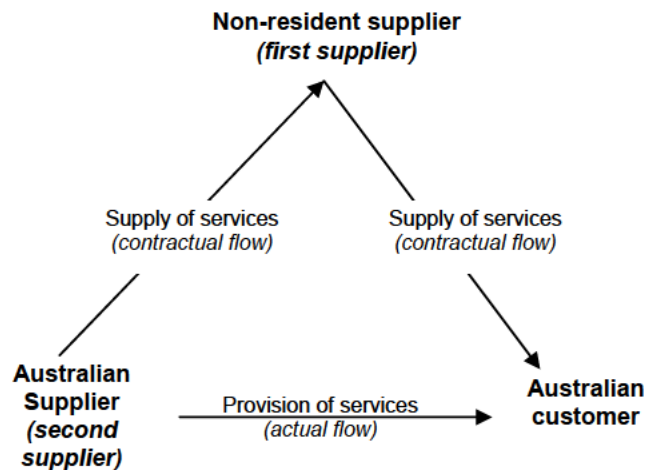 Non-resident supplier
(first supplier)
Supply of services
(contractual flow)
Supply of services
(contractual flow)
Australian
Supplier
(second
supplier)
Provision of services
(actual flow)
Australian
customer